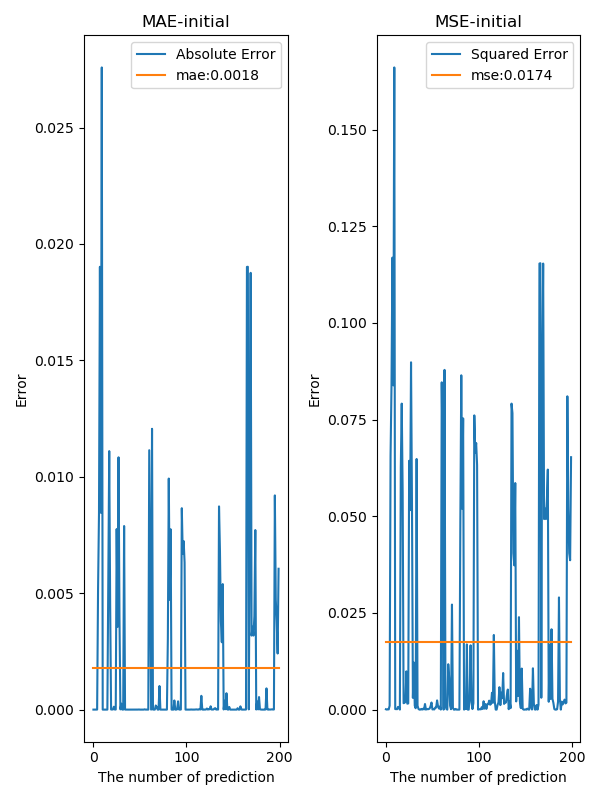 MAE-initial
Absolute Error
mae:0.0018
0.025
0.020
0.015
0.010
0.005
0.000
Error
0
100
200
The number of prediction
MSE-initial
Squared Error
mse:0.0174
0.150
0.125
0.100
0.075
0.050
0.025
0.000
Error
0
100
200
The number of prediction